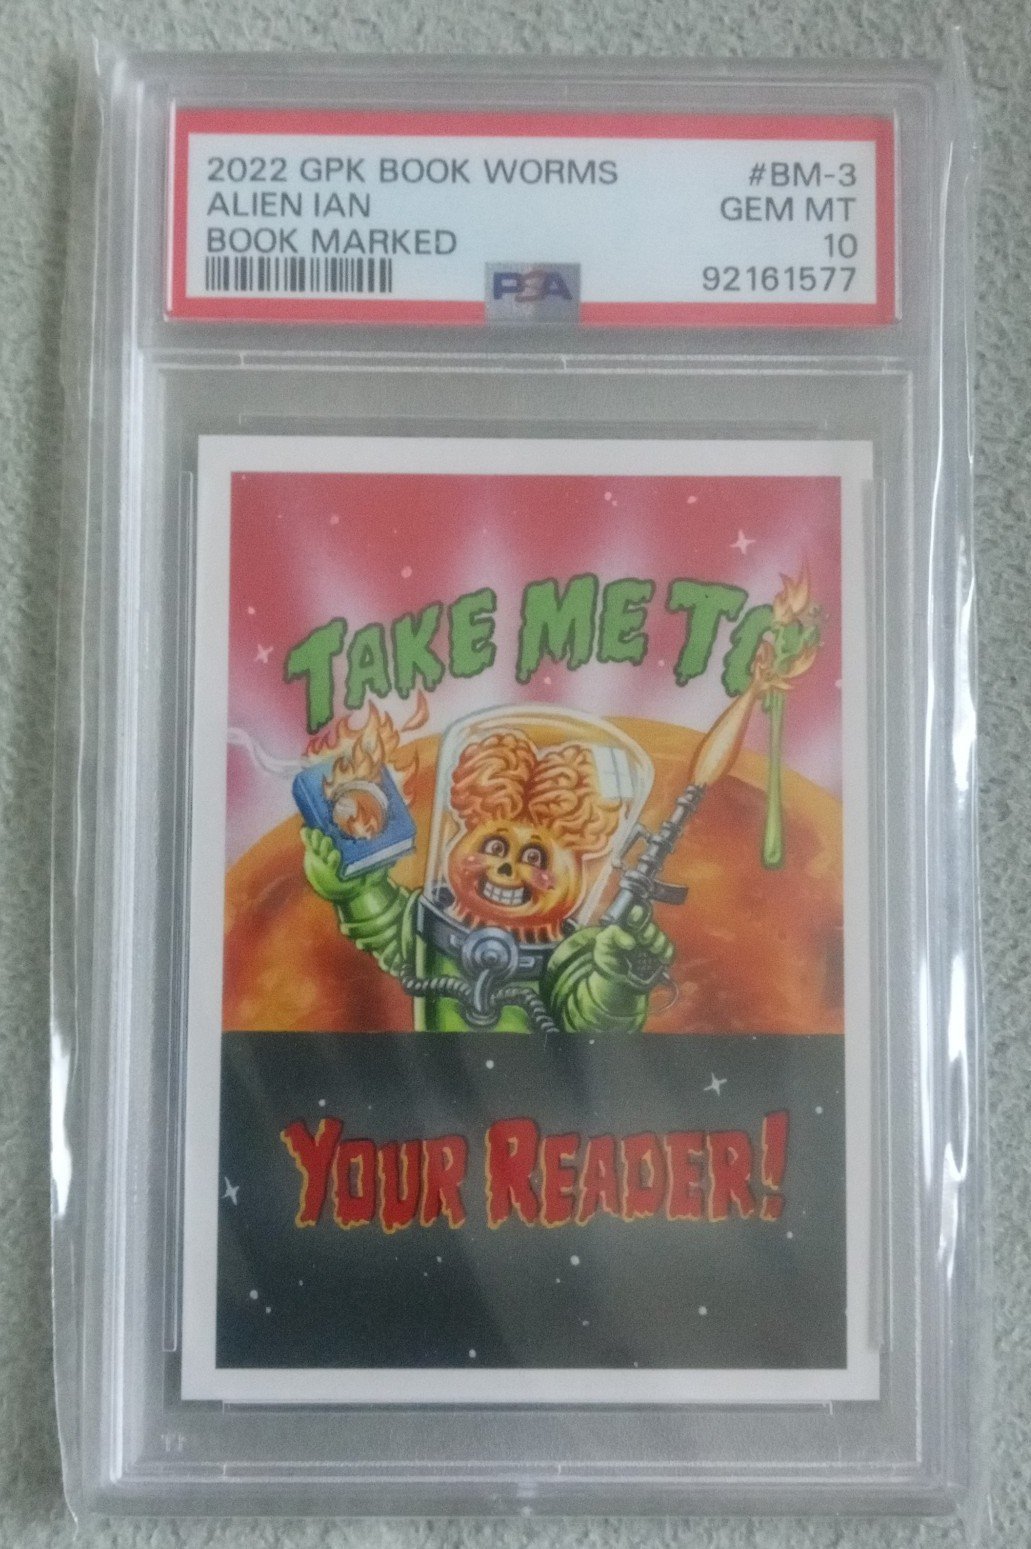 2022 GPK BOOK WORMS #BM-3
ALIEN IAN GEM MT
BOOK MARKED 10
PSA 92161577
TAKE ME TO
YOUR READER!